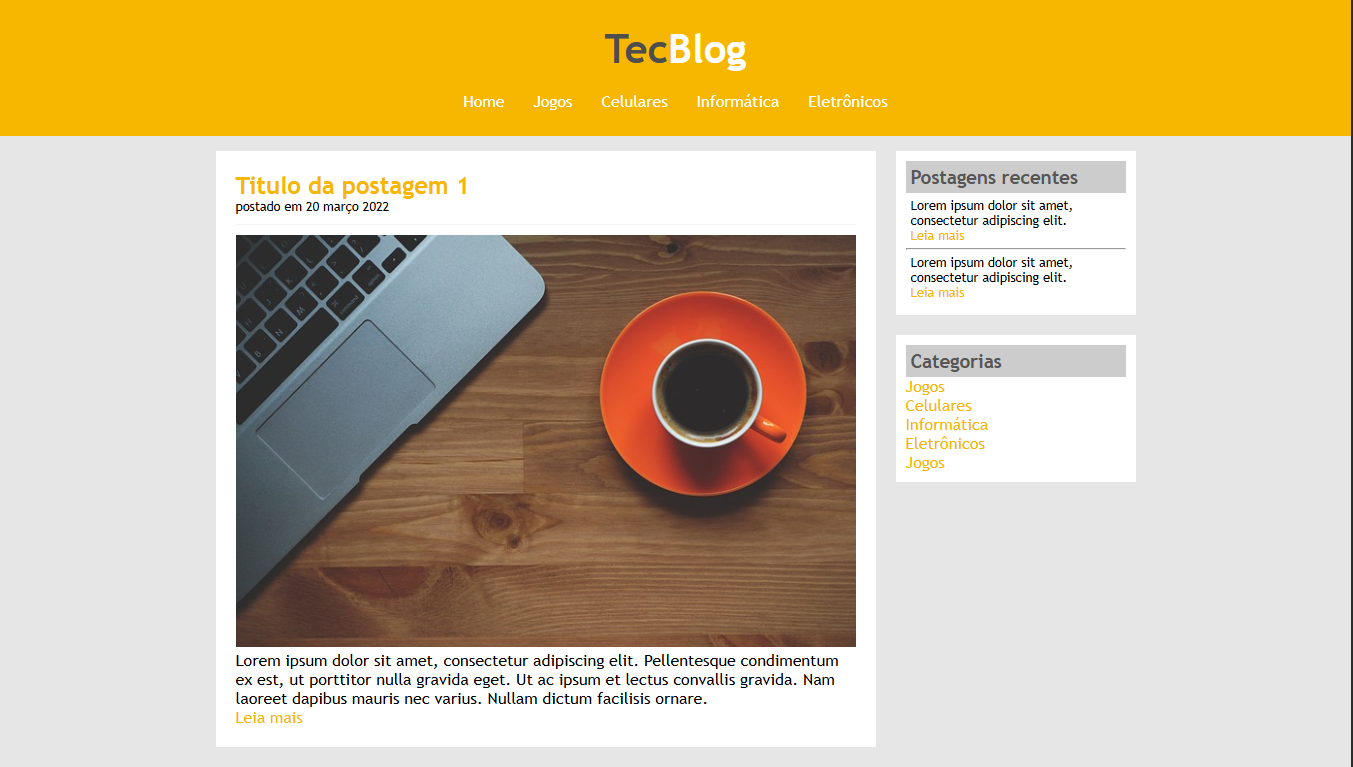 TecBlog
Home Jogos Celulares Informática Eletrônicos
Titulo da postagem 1
postado em 20 março 2022
Lorem ipsum dolor sit amet, consectetur adipiscing elit. Pellentesque condimentum
ex est, ut porttitor nulla gravida eget. Ut ac ipsum et lectus convallis gravida. Nam
laoreet dapibus mauris nec varius. Nullam dictum facilisis ornare.
Leia mais
Postagens recentes
Lorem ipsum dolor sit amet,
consectetur adipiscing elit.
Leia mais
Lorem ipsum dolor sit amet,
consectetur adipiscing elit.
Leia mais
Categorias
Jogos
Celulares
Informática
Eletrônicos
Jogos